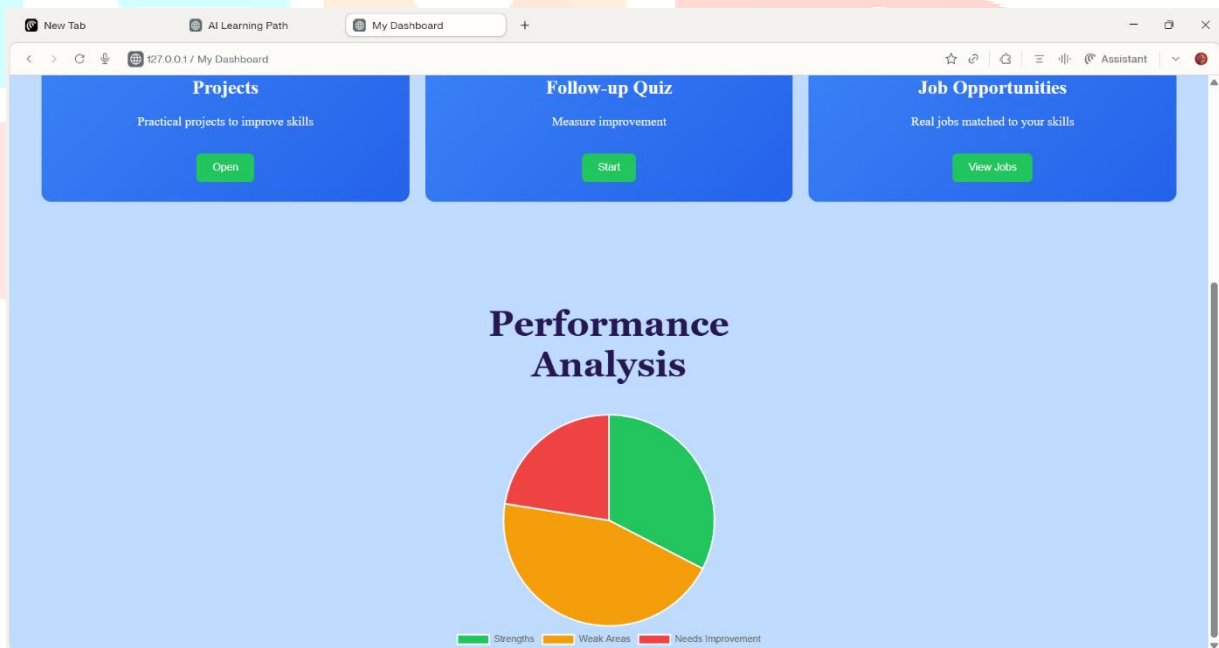 New Tab
AI Learning Path
My Dashboard
127.0.0.1 / My Dashboard
Assistant
Projects
Follow-up Quiz
Job Opportunities
Practical projects to improve skills
Measure improvement
Real jobs matched to your skills
Open
Start
View Jobs
Performance
Analysis
Strengths
Weak Areas
Needs Improvement